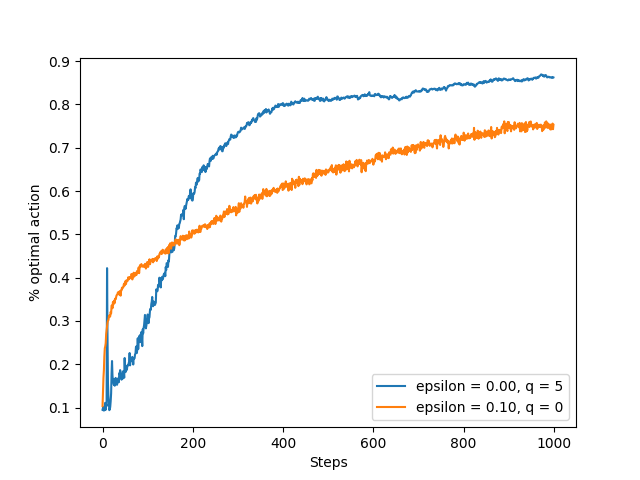 0.9
0.8
0.7
0.6
0.5
0.4
0.3
0.2
0.1
% optimal action
0 200 400 600 800 1000
Steps
epsilon = 0.00, q = 5
epsilon = 0.10, q = 0